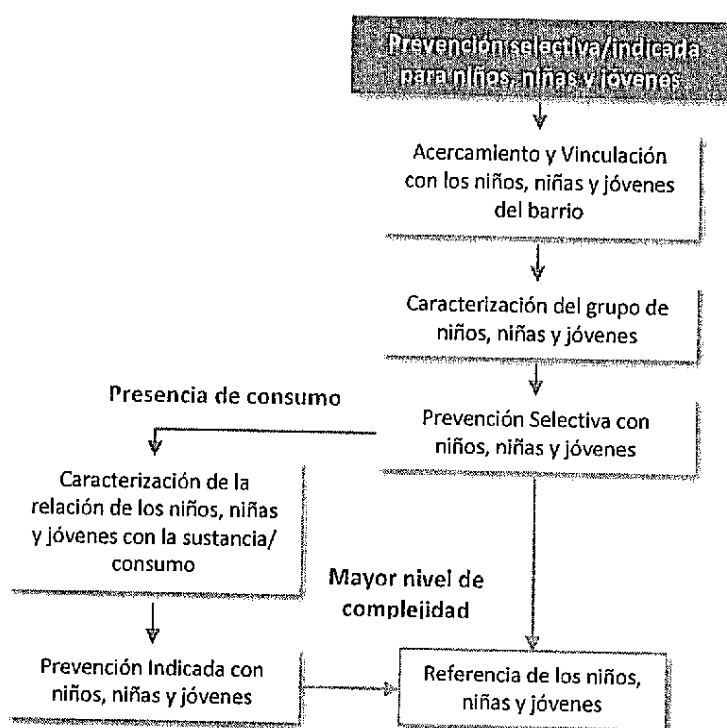 Prevención selectiva/indicada
para niños, niñas y jóvenes
Acercamiento y Vinculación
con los niños, niñas y jóvenes
del barrio
Caracterización del grupo de
niños, niñas y jóvenes
Presencia de consumo
Prevención Selectiva con
niños, niñas y jóvenes
Caracterización de la
relación de los niños, niñas
y jóvenes con la sustancia/
consumo
Mayor nivel de
complejidad
Prevención Indicada con
niños, niñas y jóvenes
Referencia de los niños,
niñas y jóvenes